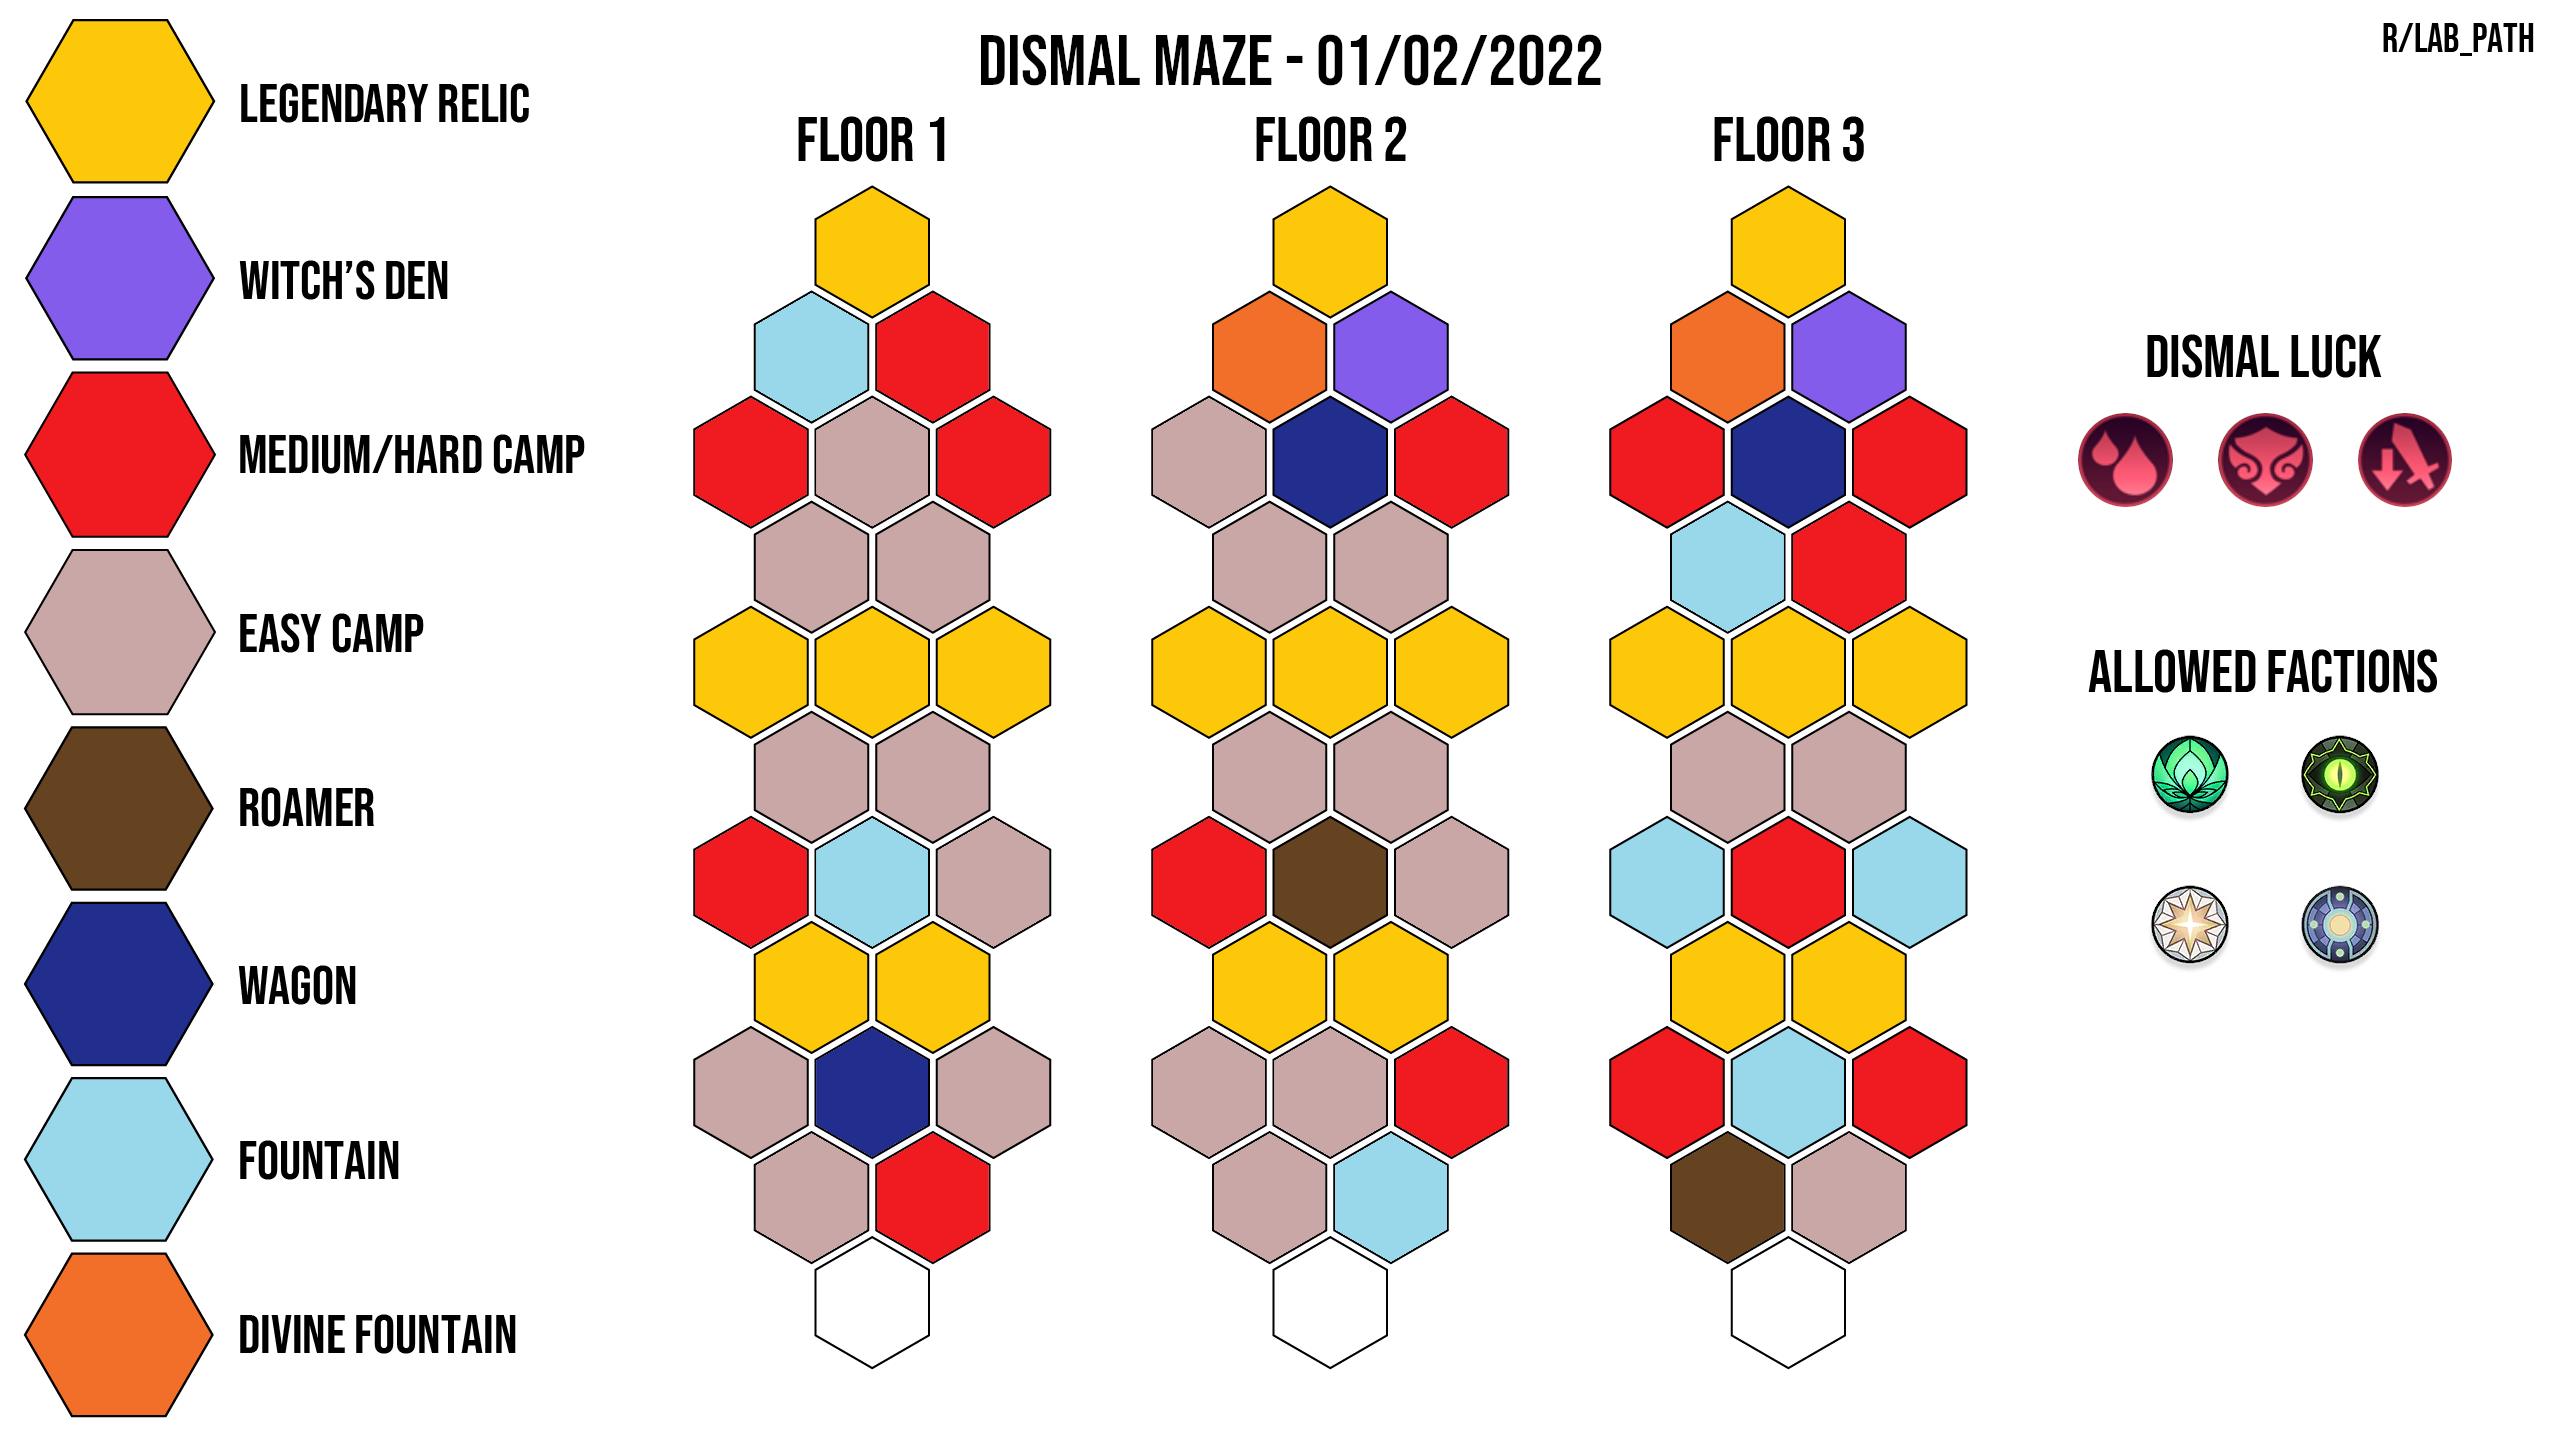 DISMAL MAZE - 01/02/2022
R/LAB_PATH
LEGENDARY RELIC
WITCH'S DEN
MEDIUM/HARD CAMP
EASY CAMP
ROAMER
WAGON
FOUNTAIN
DIVINE FOUNTAIN
FLOOR 1
FLOOR 2
FLOOR 3
DISMAL LUCK
ALLOWED FACTIONS